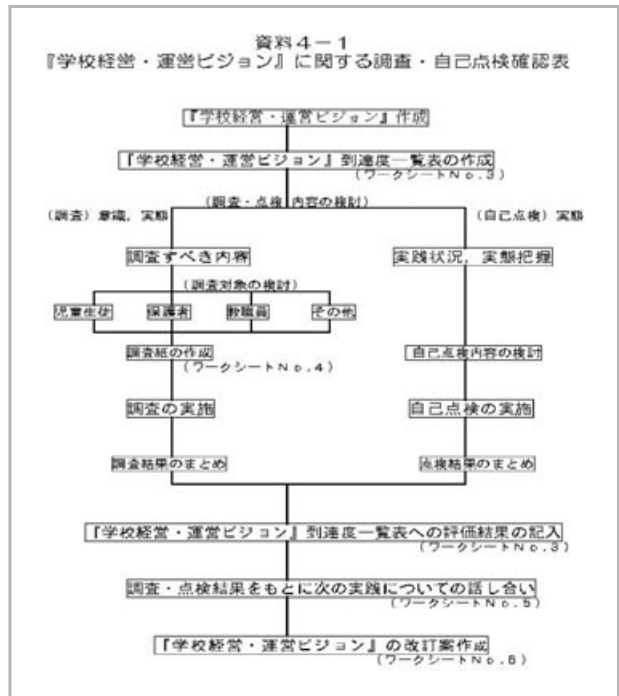 資料4－1
『学校経営・運営ビジョン』に関する調査・自己点検確認表
『学校経営・運営ビジョン』作成
『学校経営・運営ビジョン』到達度一覧表の作成
(ワークシートNo.3)
(調査・点検 内容の検討)
(調査) 意識，実態
(自己点検) 実態
調査すべき内容
実践状況，実態把握
(調査対象の検討)
児童生徒
保護者
教職員
その他
調査紙の作成
自己点検内容の検討
(ワークシートNo.4)
調査の実施
自己点検の実施
調査結果のまとめ
点検結果のまとめ
『学校経営・運営ビジョン』到達度一覧表への評価結果の記入
(ワークシートNo.3)
調査・点検結果をもとに次の実践についての話し合い
(ワークシートNo.5)
『学校経営・運営ビジョン』の改訂案作成
(ワークシートNo.6)